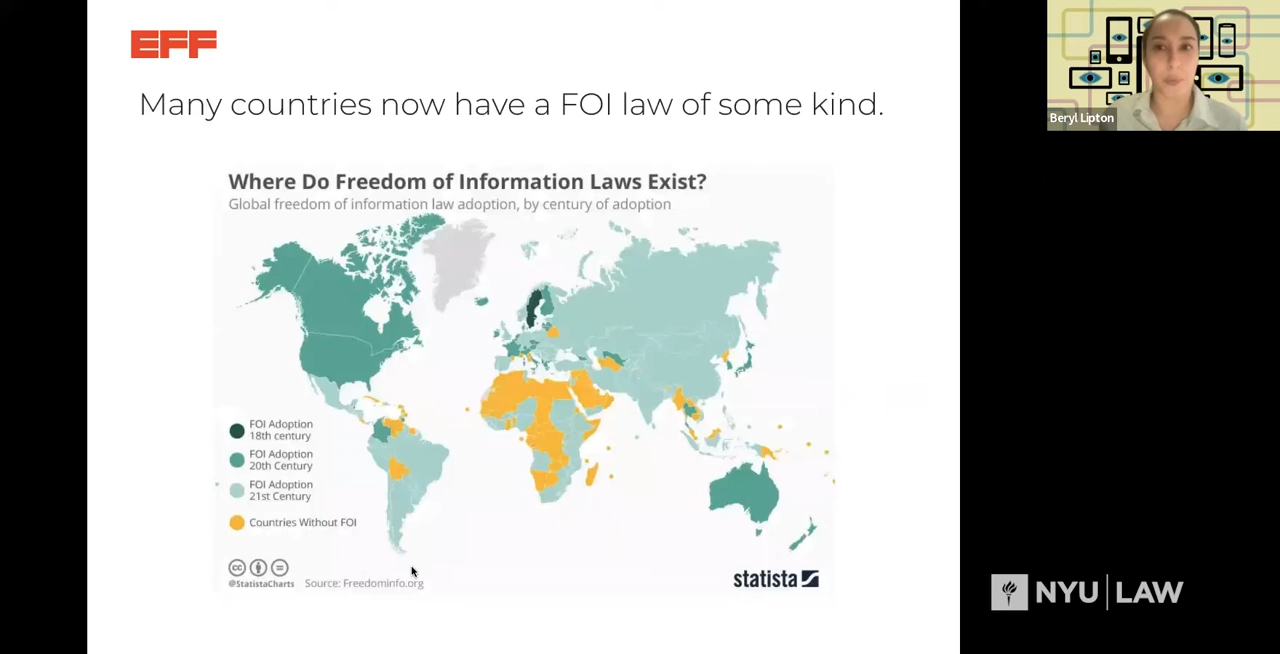 EFF
Many countries now have a FOI law of some kind.
Where Do Freedom of Information Laws Exist?
Global freedom of information law adoption, by century of adoption
FOI Adoption
18th century
FOI Adoption
20th Century
FOI Adoption
21st Century
Countries Without FOI
@StatistaCharts Source: Freedominfo.org
statista
Beryl Lipton
NYU LAW